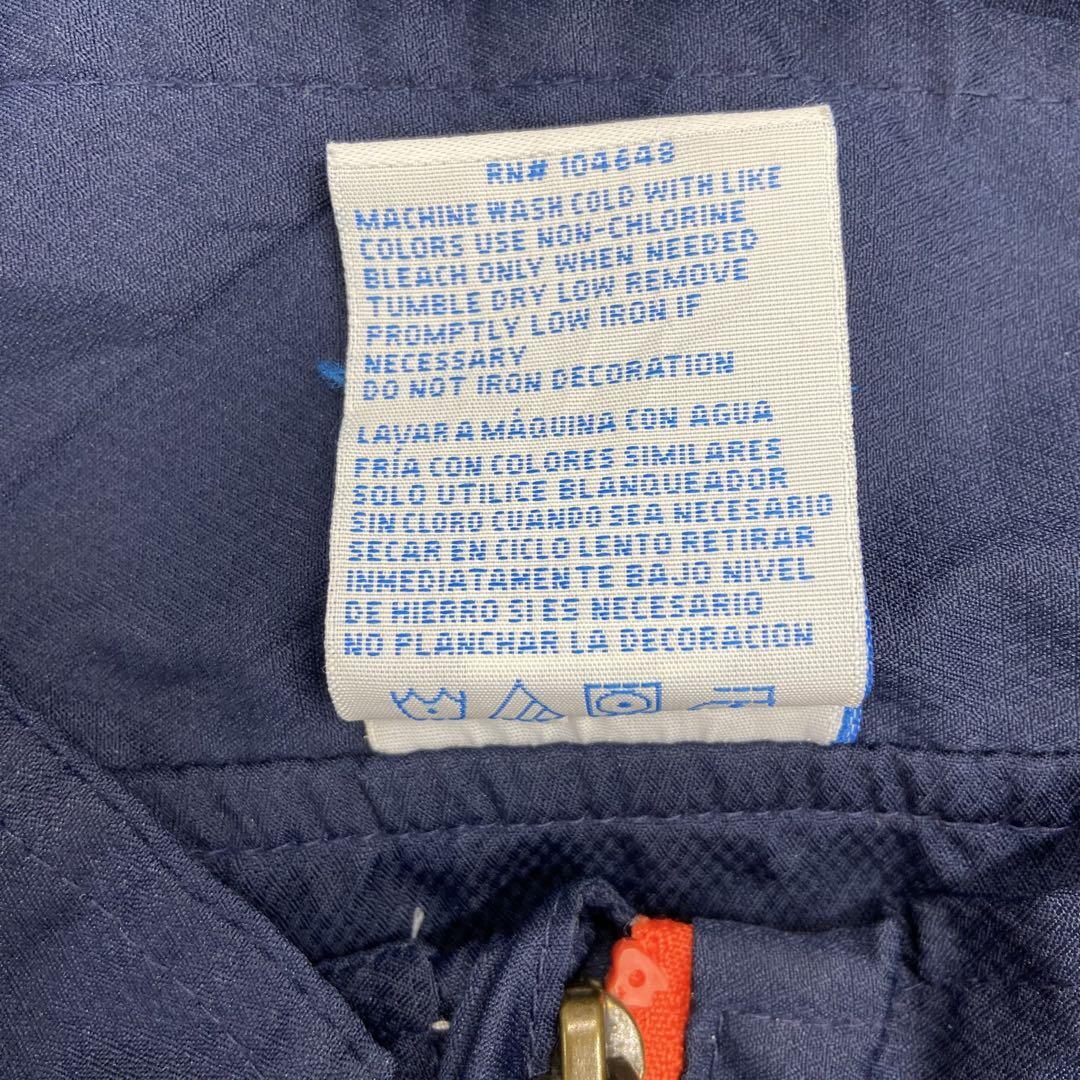 RN# 104648
MACHINE WASH COLD WITH LIKE
COLORS USE NON-CHLORINE
BLEACH ONLY WHEN NEEDED
TUMBLE DRY LOW REMOVE
PROMPTLY LOW IRON IF
NECESSARY
DO NOT IRON DECORATION
LAVAR A MÁQUINA CON AGUA
FRÍA CON COLORES SIMILARES
SOLO UTILICE BLANQUEADOR
SIN CLORO CUANDO SEA NECESARIO
SECAR EN CICLO LENTO RETIRAR
INMEDIATAMENTE BAJO NIVEL
DE HIERRO SI ES NECESARIO
NO PLANCHAR LA DECORACIÓN